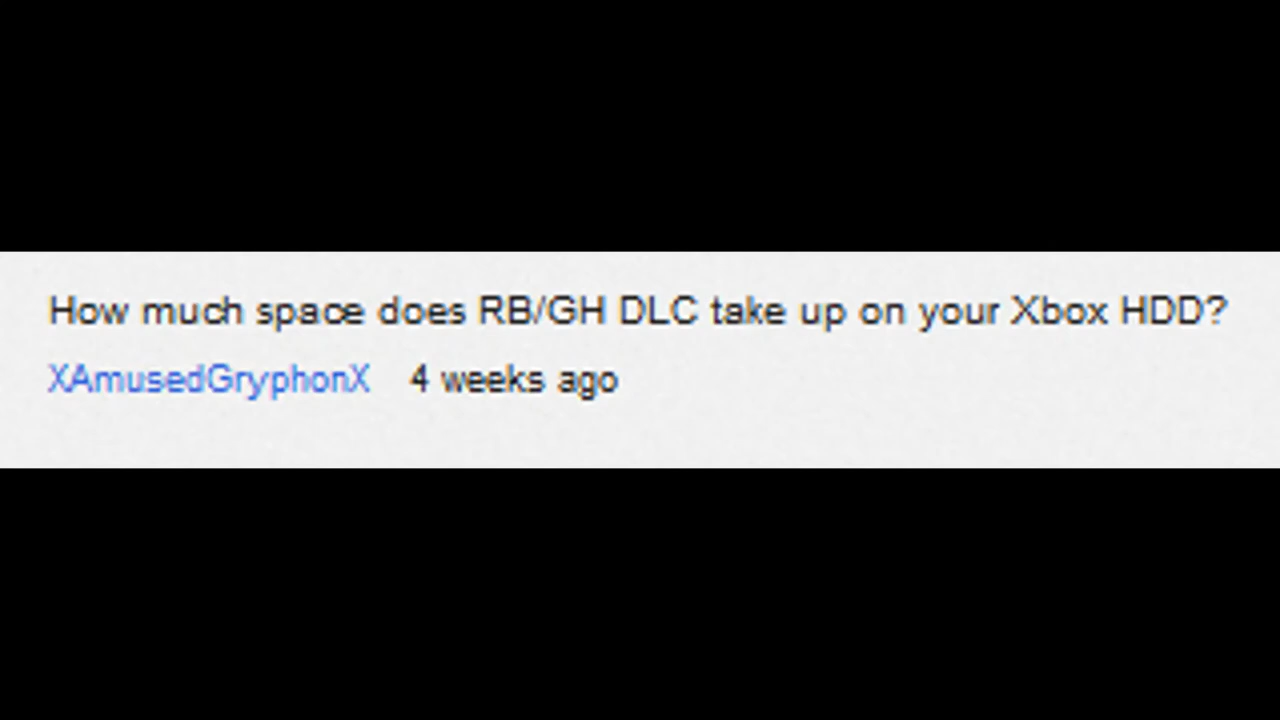 How much space does RB/GH DLC take up on your Xbox HDD?
XAmusedGryphonX 4 weeks ago